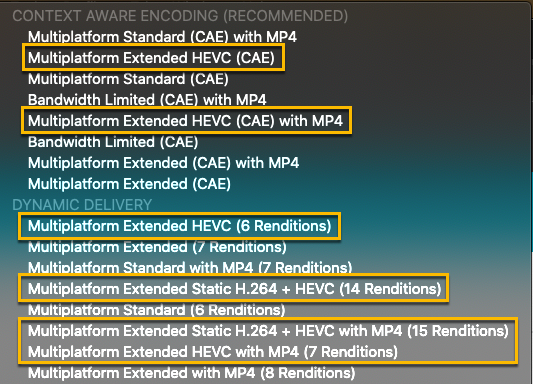 CONTEXT AWARE ENCODING (RECOMMENDED)
Multiplatform Standard (CAE) with MP4
Multiplatform Extended HEVC (CAE)
Multiplatform Standard (CAE)
Bandwidth Limited (CAE) with MP4
Multiplatform Extended HEVC (CAE) with MP4
Bandwidth Limited (CAE)
Multiplatform Extended (CAE) with MP4
Multiplatform Extended (CAE)
DYNAMIC DELIVERY
Multiplatform Extended HEVC (6 Renditions)
Multiplatform Extended (7 Renditions)
Multiplatform Standard with MP4 (7 Renditions)
Multiplatform Extended Static H.264 + HEVC (14 Renditions)
Multiplatform Standard (6 Renditions)
Multiplatform Extended Static H.264 + HEVC with MP4 (15 Renditions)
Multiplatform Extended HEVC with MP4 (7 Renditions)
Multiplatform Extended with MP4 (8 Renditions)